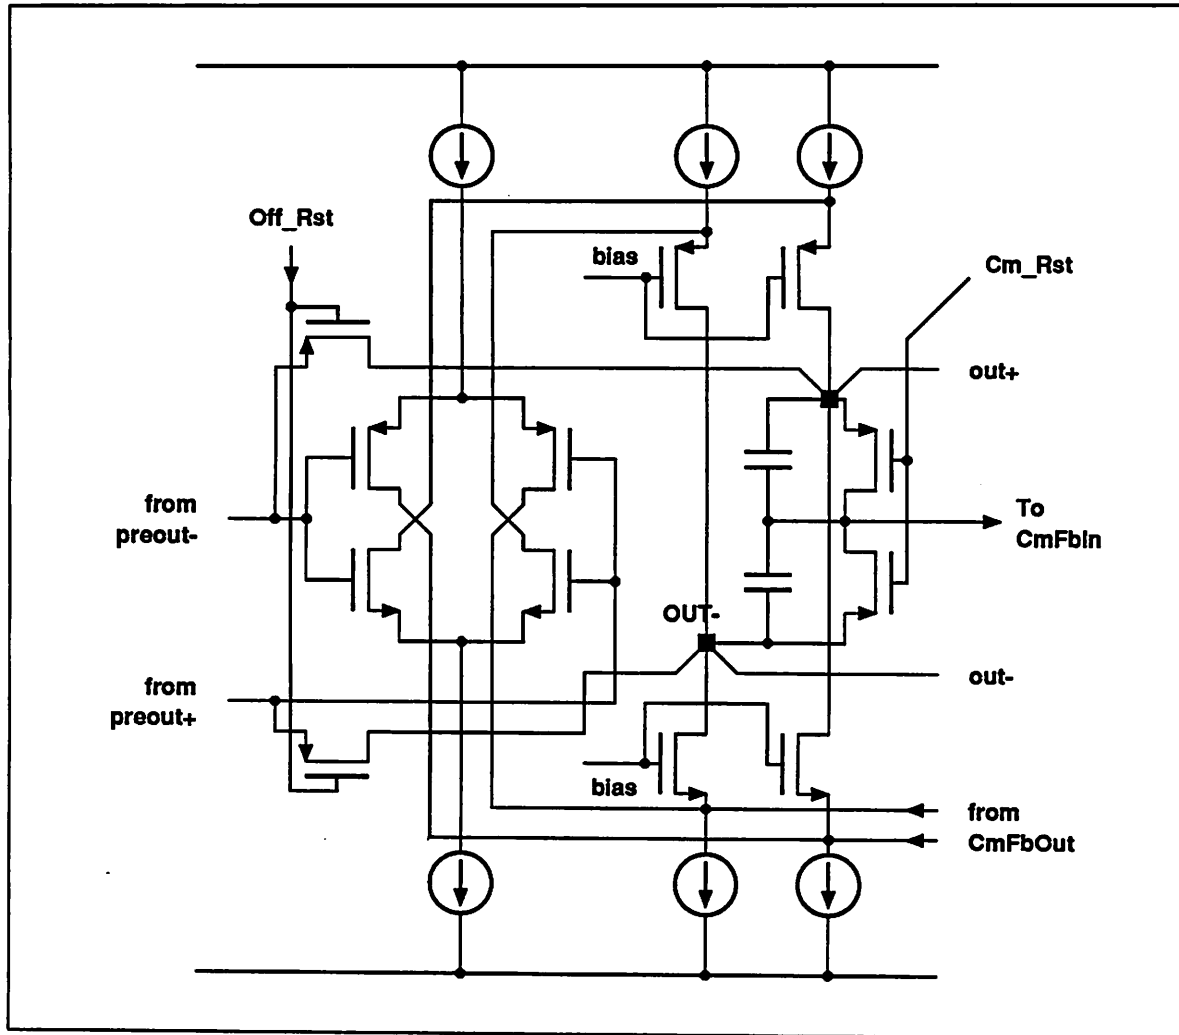 Off_Rst
bias
Cm_Rst
out+
from
preout-
To
CmFbin
OUT-
from
preout+
out-
bias
from
CmFbOut